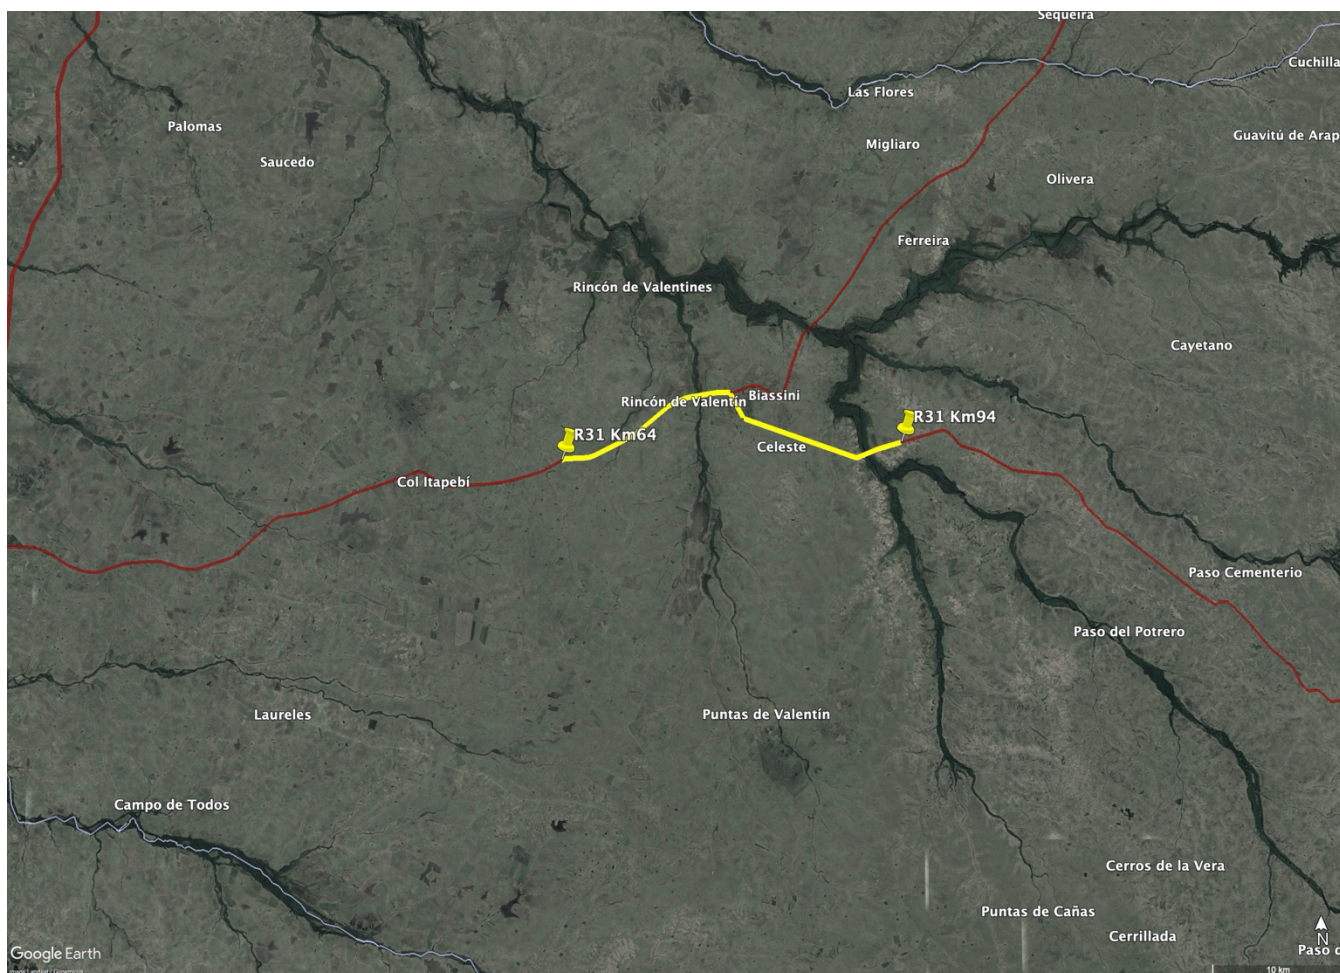 Sequeira
Cuchilla
Las Flores
Palomas
Guavitú de Arap
Migliaro
Saucedo
Olivera
Ferreira
Rincón de Valentines
Cayetano
Biassini
Rincón de Valentín
R31 Km94
R31 Km64
Celeste
Col Itapebí
Paso Cementerio
Paso del Potrero
Laureles
Puntas de Valentín
Campo de Todos
Cerros de la Vera
Puntas de Cañas
Cerrillada
N
Paso
Google Earth
10 km